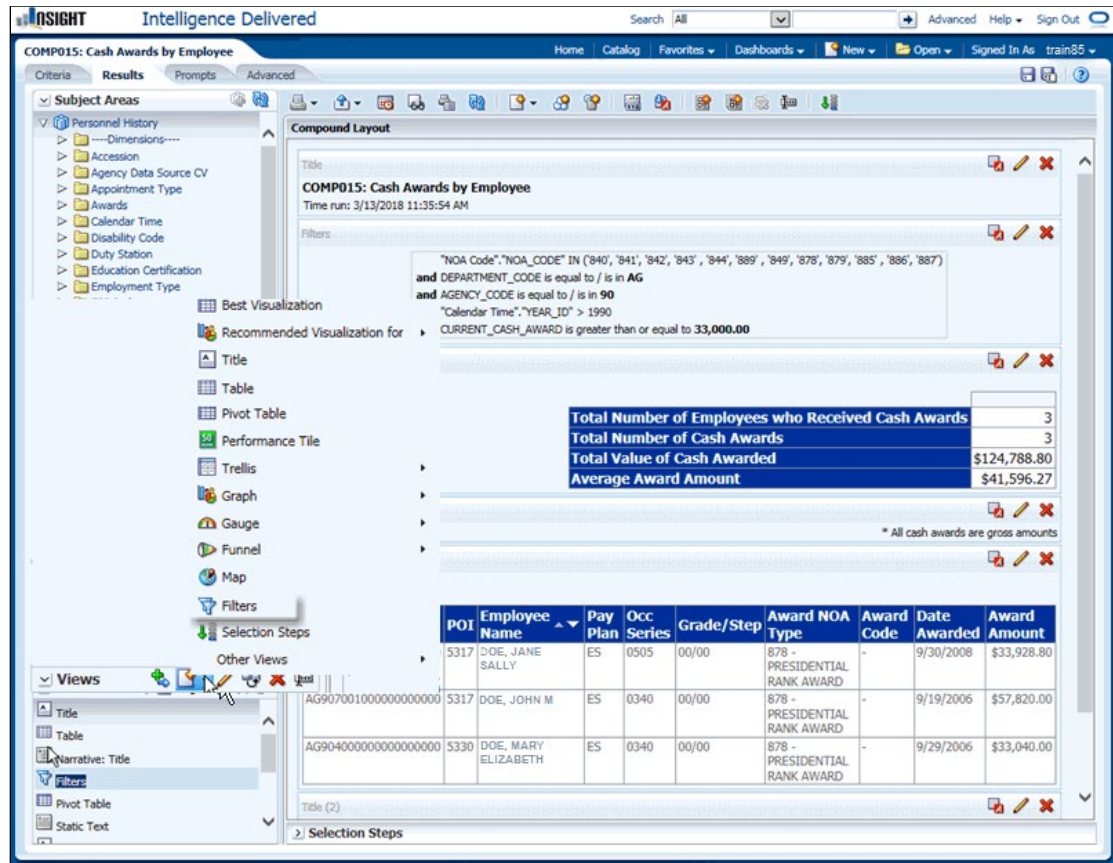 INSIGHT Intelligence Delivered Search All Advanced Help Sign Out
COMP015: Cash Awards by Employee Home Catalog Favorites Dashboards New Open Signed In As train85
Criteria Results Prompts Advanced
Subject Areas
Personnel History
----Dimensions----
Accession
Agency Data Source CV
Appointment Type
Awards
Calendar Time
Disability Code
Duty Station
Education Certification
Employment Type
Best Visualization
Recommended Visualization for
Title
Table
Pivot Table
Performance Tile
Trellis
Graph
Gauge
Funnel
Map
Filters
Selection Steps
Other Views
Views
Title
Table
Narrative: Title
Filters
Pivot Table
Static Text
Compound Layout
Title
COMP015: Cash Awards by Employee
Time run: 3/13/2018 11:35:54 AM
Filters
"NOA Code"."NOA_CODE" IN ('840', '841', '842', '843' , '844', '889' , '849', '878', '879', '885' , '886', '887')
and DEPARTMENT_CODE is equal to / is in AG
and AGENCY_CODE is equal to / is in 90
"Calendar Time"."YEAR_ID" > 1990
CURRENT_CASH_AWARD is greater than or equal to 33,000.00
Total Number of Employees who Received Cash Awards 3
Total Number of Cash Awards 3
Total Value of Cash Awarded $124,788.80
Average Award Amount $41,596.27
* All cash awards are gross amounts
POI Employee Name Pay Plan Occ Series Grade/Step Award NOA Type Award Code Date Awarded Award Amount
5317 DOE, JANE SALLY ES 0505 00/00 878 - PRESIDENTIAL RANK AWARD - 9/30/2008 $33,928.80
AG907001000000000000 5317 DOE, JOHN M ES 0340 00/00 878 - PRESIDENTIAL RANK AWARD - 9/19/2006 $57,820.00
AG904000000000000000 5330 DOE, MARY ELIZABETH ES 0340 00/00 878 - PRESIDENTIAL RANK AWARD - 9/29/2006 $33,040.00
Title (2)
Selection Steps